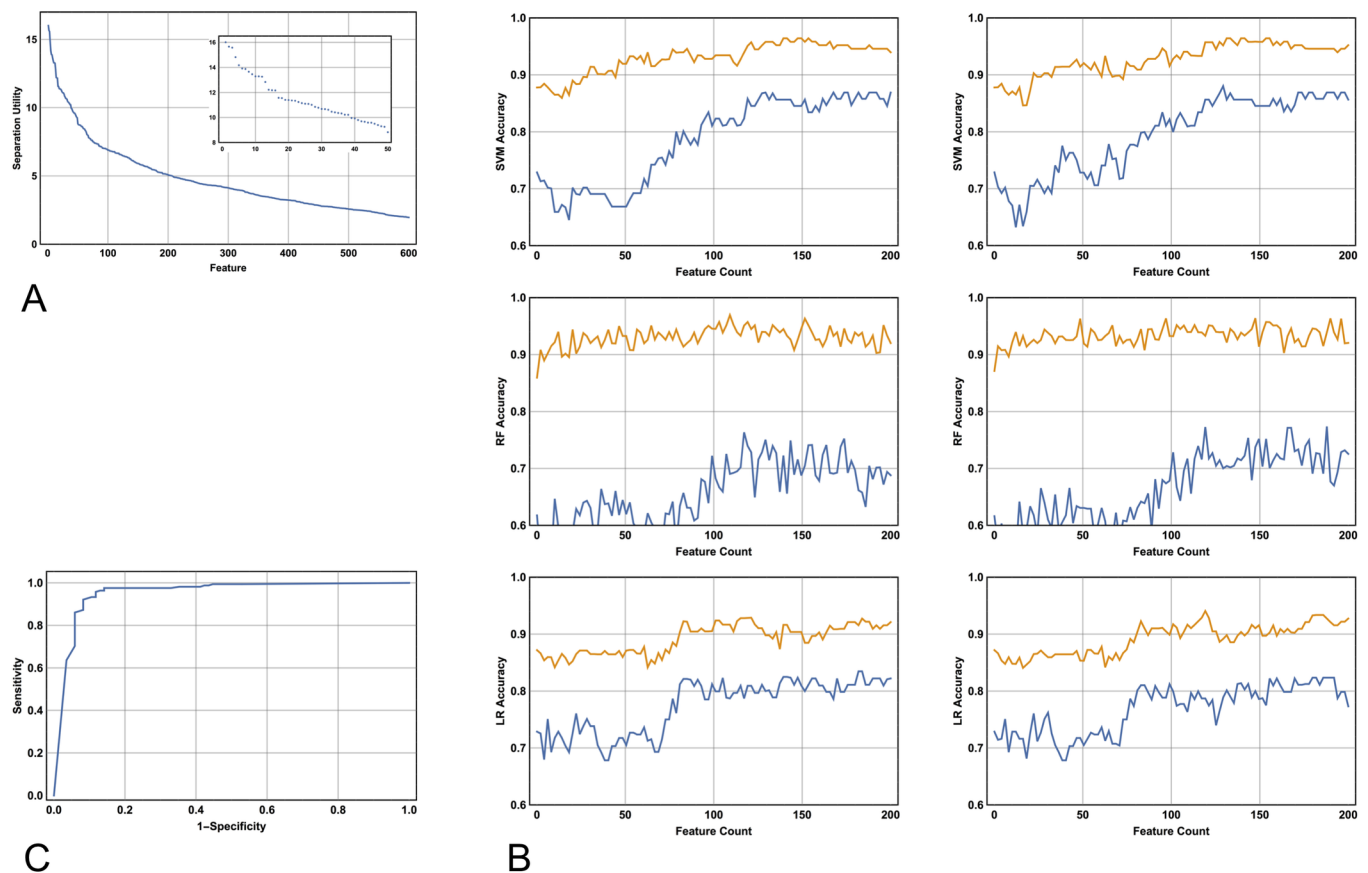 Separation Utility
15
10
5
0
16
14
12
10
8
0 10 20 30 40 50
0 100 200 300 400 500 600
Feature
A
SVM Accuracy
1.0
0.9
0.8
0.7
0.6
0 50 100 150 200
Feature Count
SVM Accuracy
1.0
0.9
0.8
0.7
0.6
0 50 100 150 200
Feature Count
RF Accuracy
1.0
0.9
0.8
0.7
0.6
0 50 100 150 200
Feature Count
RF Accuracy
1.0
0.9
0.8
0.7
0.6
0 50 100 150 200
Feature Count
Sensitivity
1.0
0.8
0.6
0.4
0.2
0.0
0.0 0.2 0.4 0.6 0.8 1.0
1−Specificity
C
LR Accuracy
1.0
0.9
0.8
0.7
0.6
0 50 100 150 200
Feature Count
LR Accuracy
1.0
0.9
0.8
0.7
0.6
0 50 100 150 200
Feature Count
B